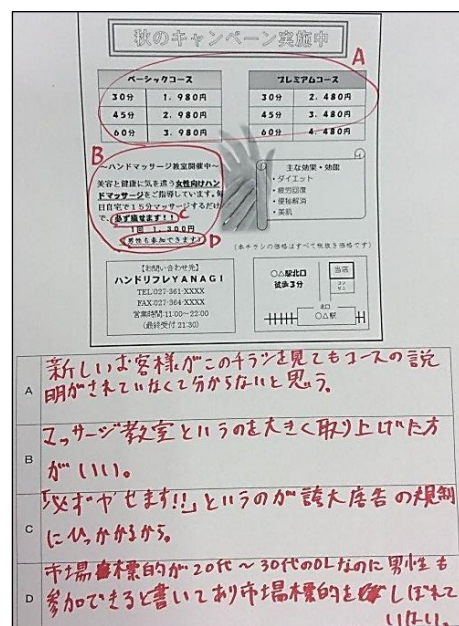 秋のキャンペーン実施中
A
ベーシックコース
30分 1,980円
45分 2,980円
60分 3,980円
プレミアムコース
30分 2,480円
45分 3,480円
60分 4,480円
B
～ハンドマッサージ教室開催中～
美容と健康に気を遣う女性向けハ
ンドマッサージをご指導しています。毎
日自宅で15分マッサージするだけ
で、必ず痩せます!! C
1回 1,300円
(男性も参加できます) D
主な効果・効能
・ダイエット
・疲労回復
・便秘解消
・美肌
(本チラシの価格はすべて税抜き価格です)
【お問い合わせ先】
ハンドリフレYANAGI
TEL027-361-XXXX
FAX027-364-XXXX
営業時間11:00～22:00
(最終受付21:30)
○△駅北口
徒歩3分
当店
コンビニ
北口
○△駅
A 新しいお客様がこのチラシを見てもコースの説
明がされていなくて分からないと思う。
B マッサージ教室というのを大きく取り上げた方
がいい。
C 「必ずヤせます!!」というのが誇大広告の規制
にひっかかるから。
D 市場標的が20代～30代のOLなのに男性も
参加できると書いてあり市場標的をしぼれて
いない。